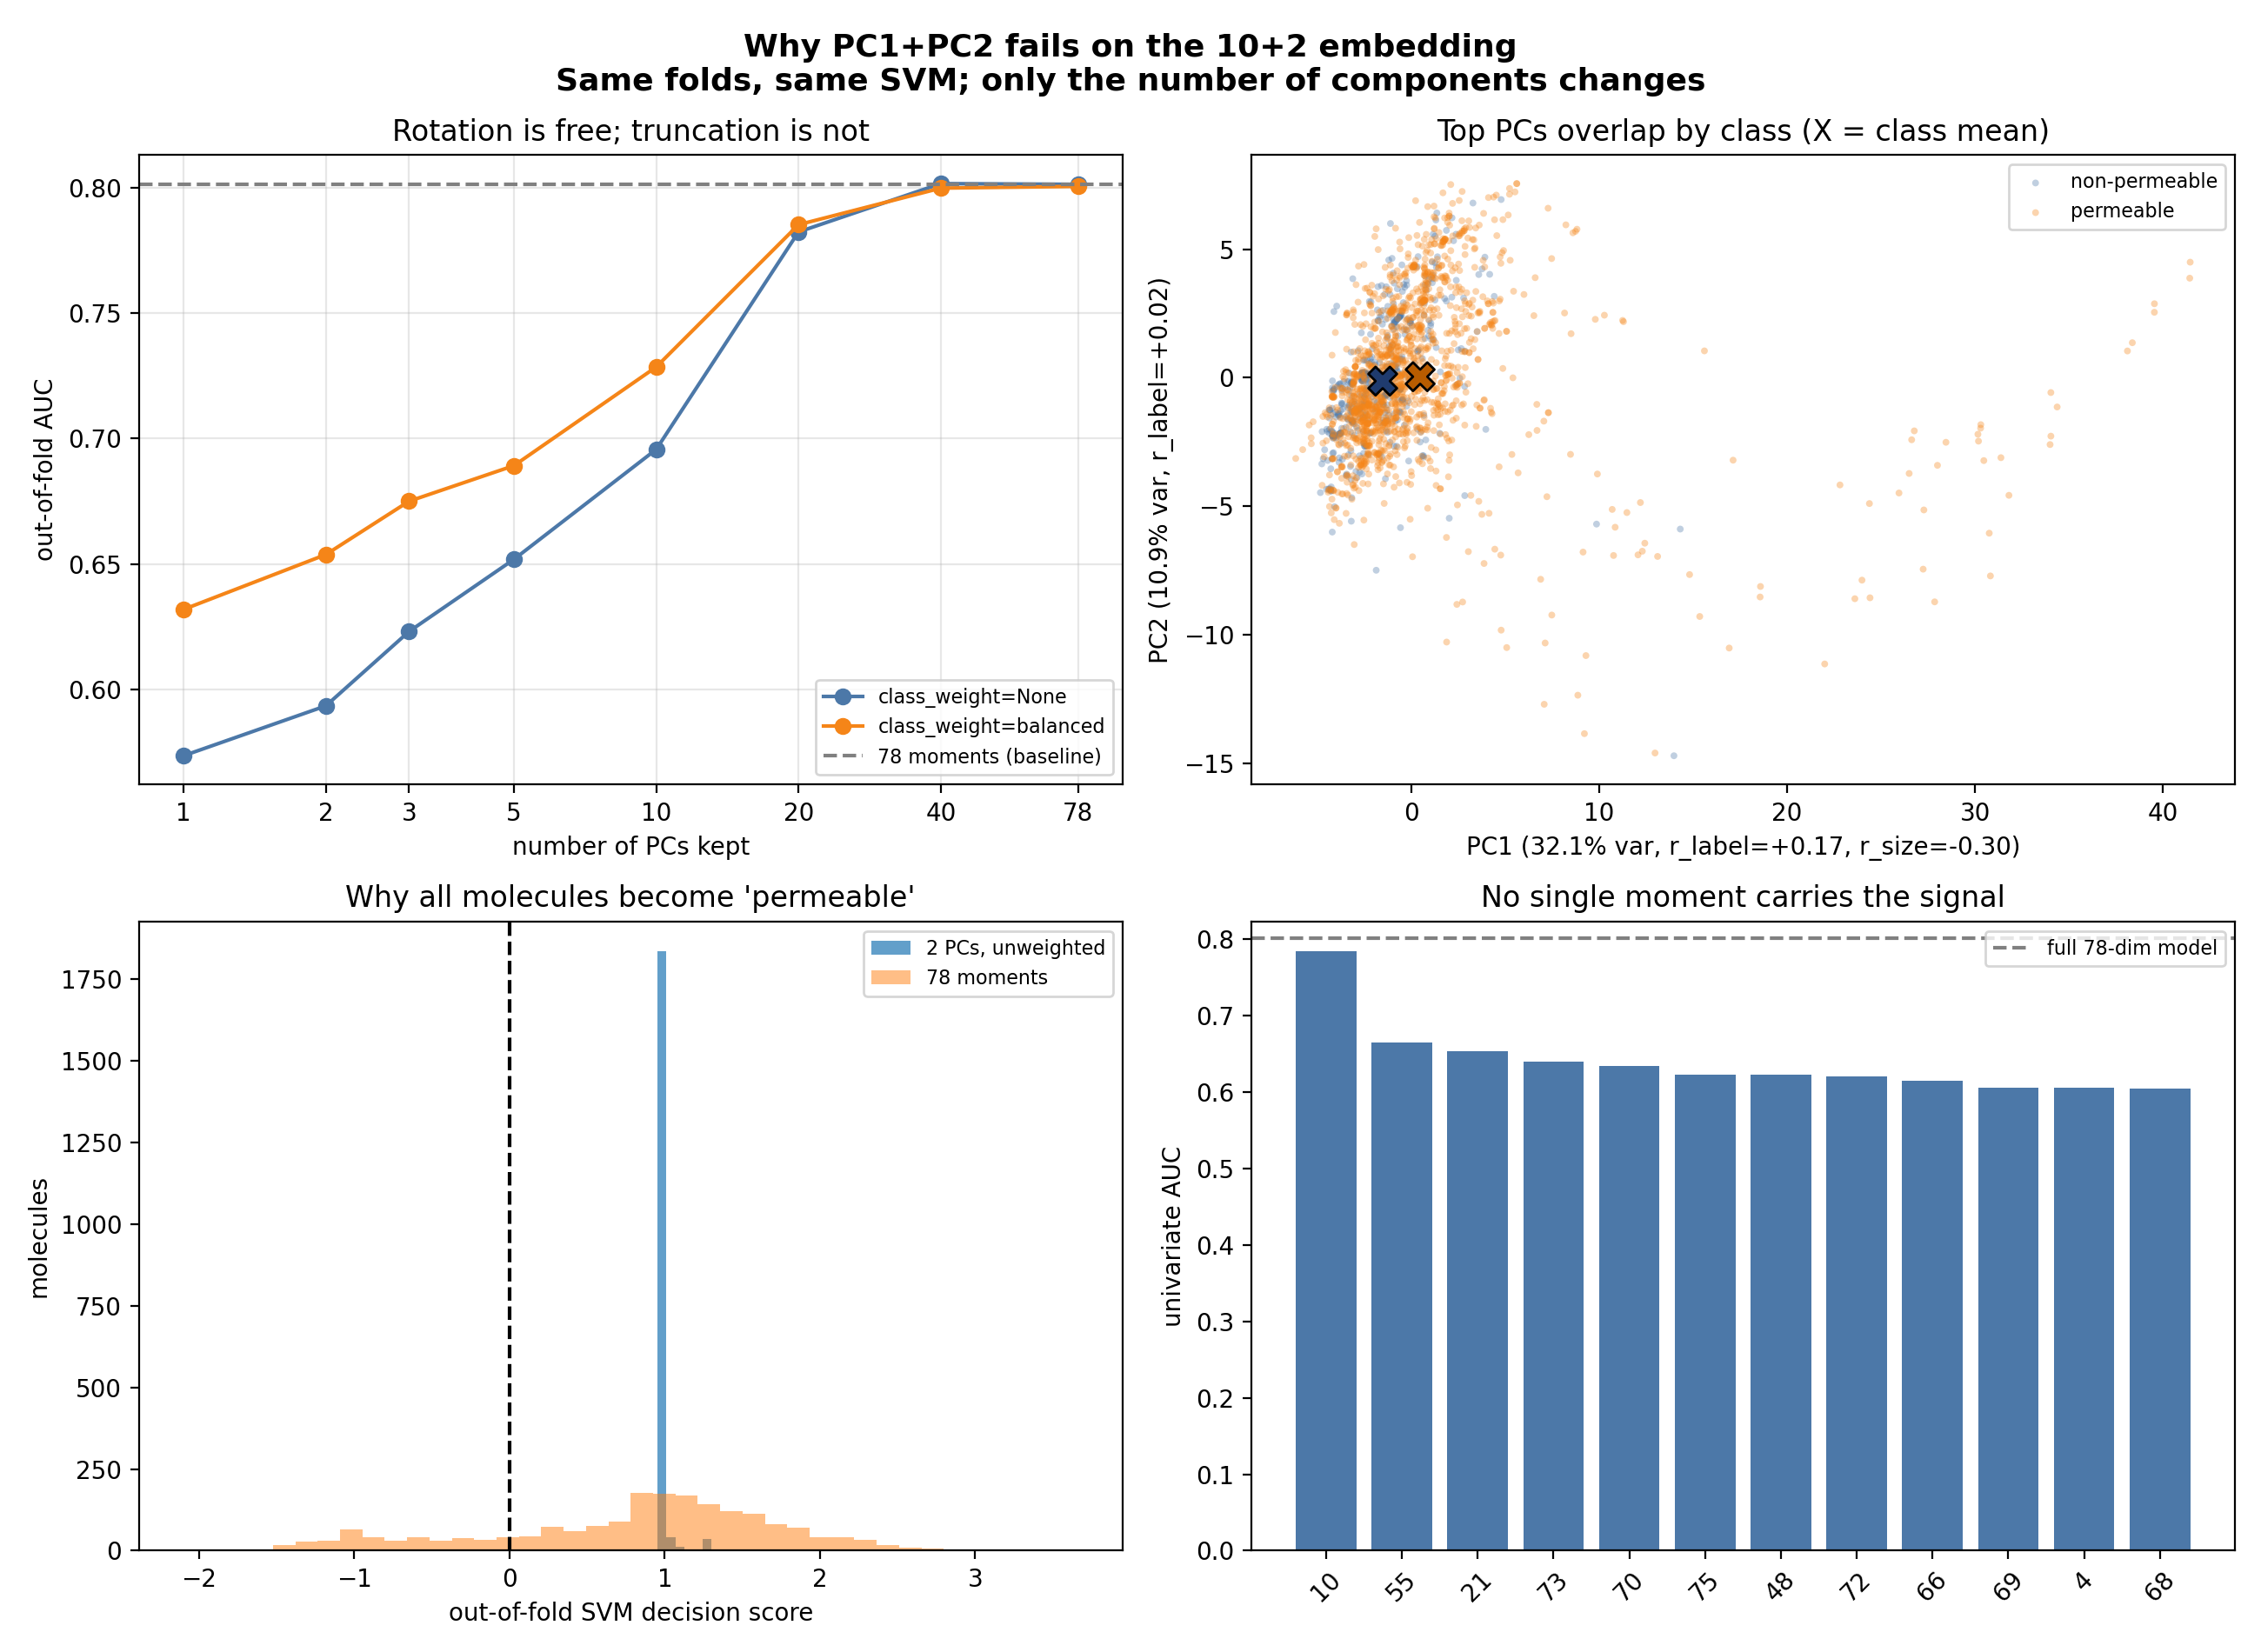 Why PC1+PC2 fails on the 10+2 embedding
Same folds, same SVM; only the number of components changes
Rotation is free; truncation is not
0.80
0.75
0.70
0.65
0.60
out-of-fold AUC
class_weight=None
class_weight=balanced
78 moments (baseline)
1
2
3
5
10
20
40
78
number of PCs kept
Top PCs overlap by class (X = class mean)
non-permeable
permeable
5
0
−5
−10
−15
PC2 (10.9% var, r_label=+0.02)
0
10
20
30
40
PC1 (32.1% var, r_label=+0.17, r_size=-0.30)
Why all molecules become 'permeable'
2 PCs, unweighted
78 moments
1750
1500
1250
1000
750
500
250
0
molecules
−2
−1
0
1
2
3
out-of-fold SVM decision score
No single moment carries the signal
full 78-dim model
0.8
0.7
0.6
0.5
0.4
0.3
0.2
0.1
0.0
univariate AUC
10
55
21
73
70
75
48
72
66
69
4
68